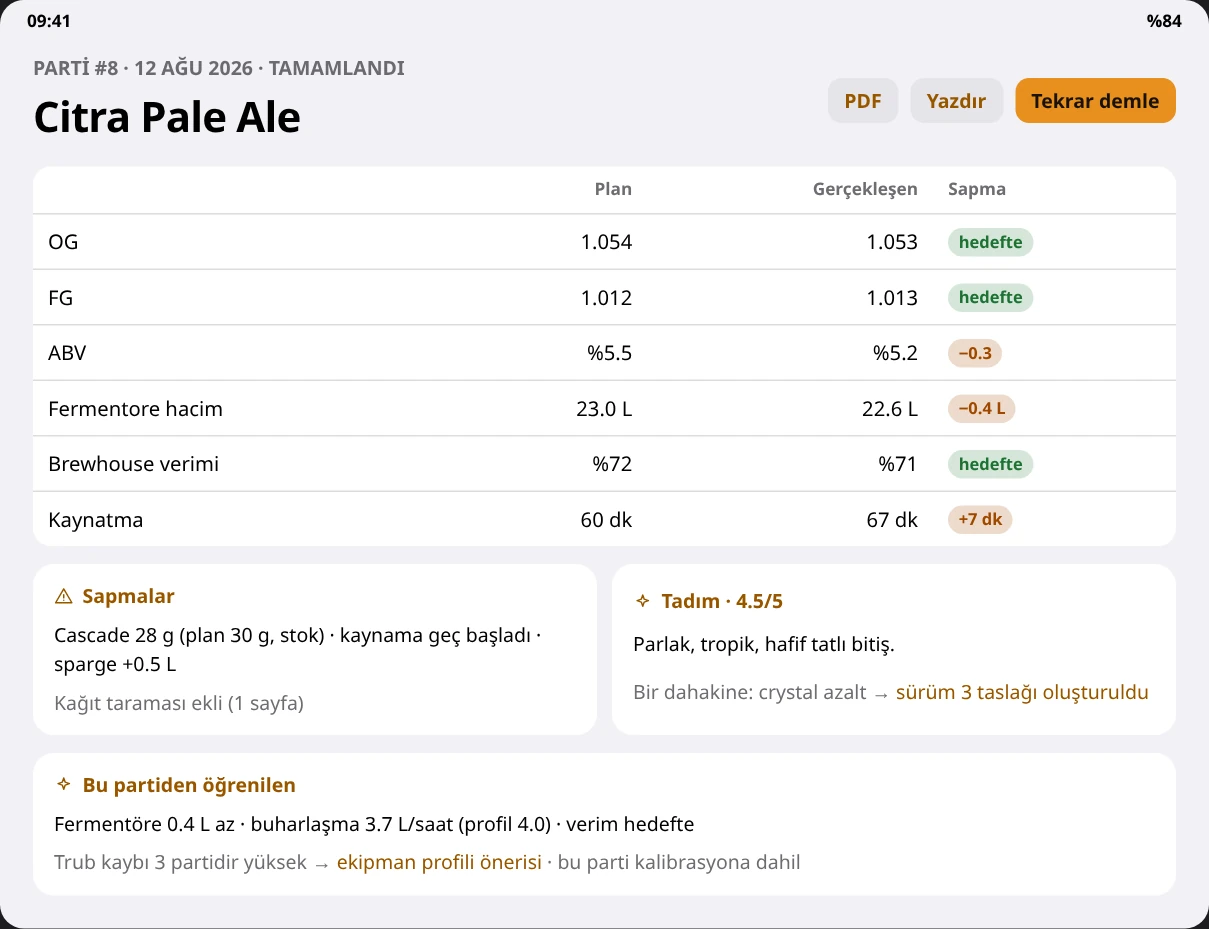 09:41 %84
PARTİ #8 · 12 AĞU 2026 · TAMAMLANDI
Citra Pale Ale
PDF Yazdır Tekrar demle
Plan Gerçekleşen Sapma
OG 1.054 1.053 hedefte
FG 1.012 1.013 hedefte
ABV %5.5 %5.2 −0.3
Fermentore hacim 23.0 L 22.6 L −0.4 L
Brewhouse verimi %72 %71 hedefte
Kaynatma 60 dk 67 dk +7 dk
Sapmalar
Cascade 28 g (plan 30 g, stok) · kaynama geç başladı ·
sparge +0.5 L
Kağıt taraması ekli (1 sayfa)
Tadım · 4.5/5
Parlak, tropik, hafif tatlı bitiş.
Bir dahakine: crystal azalt → sürüm 3 taslağı oluşturuldu
Bu partiden öğrenilen
Fermentöre 0.4 L az · buharlaşma 3.7 L/saat (profil 4.0) · verim hedefte
Trub kaybı 3 partidir yüksek → ekipman profili önerisi · bu parti kalibrasyona dahil